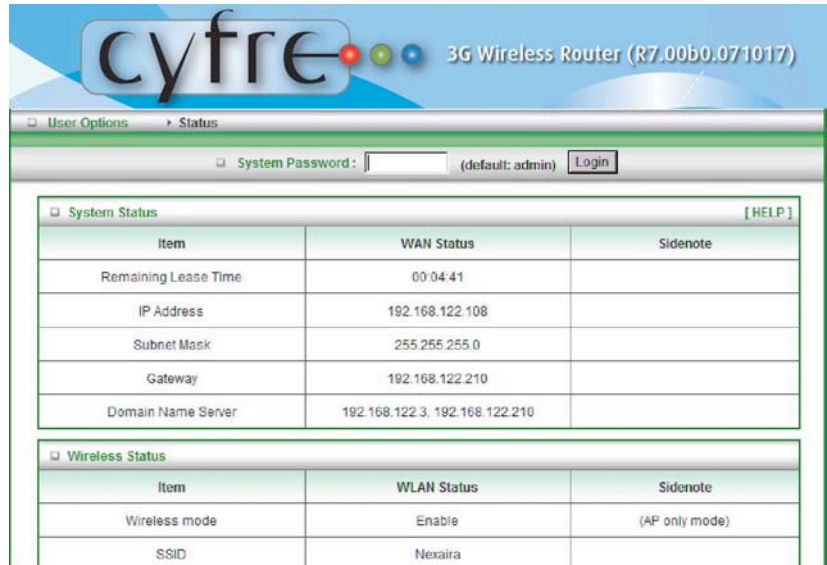 cyfre
3G Wireless Router (R7.00b0.071017)
User Options Status
System Password : (default: admin) Login
System Status [ HELP ]
Item WAN Status Sidenote
Remaining Lease Time 00:04:41
IP Address 192.168.122.108
Subnet Mask 255.255.255.0
Gateway 192.168.122.210
Domain Name Server 192.168.122.3, 192.168.122.210
Wireless Status
Item WLAN Status Sidenote
Wireless mode Enable (AP only mode)
SSID Nexaira